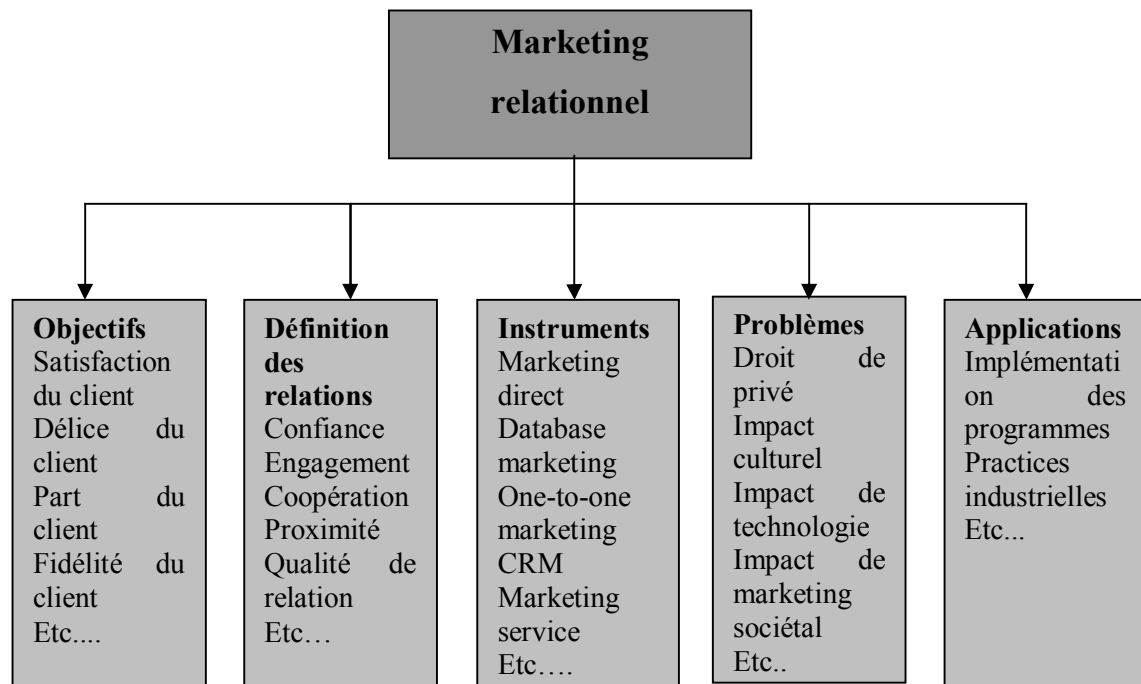 Marketing
relationnel
Objectifs
Satisfaction
du client
Délice du
client
Part du
client
Fidélité du
client
Etc....
Définition
des
relations
Confiance
Engagement
Coopération
Proximité
Qualité de
relation
Etc…
Instruments
Marketing
direct
Database
marketing
One-to-one
marketing
CRM
Marketing
service
Etc….
Problèmes
Droit de
privé
Impact
culturel
Impact de
technologie
Impact de
marketing
sociétal
Etc..
Applications
Implémentati
on des
programmes
Practices
industrielles
Etc...